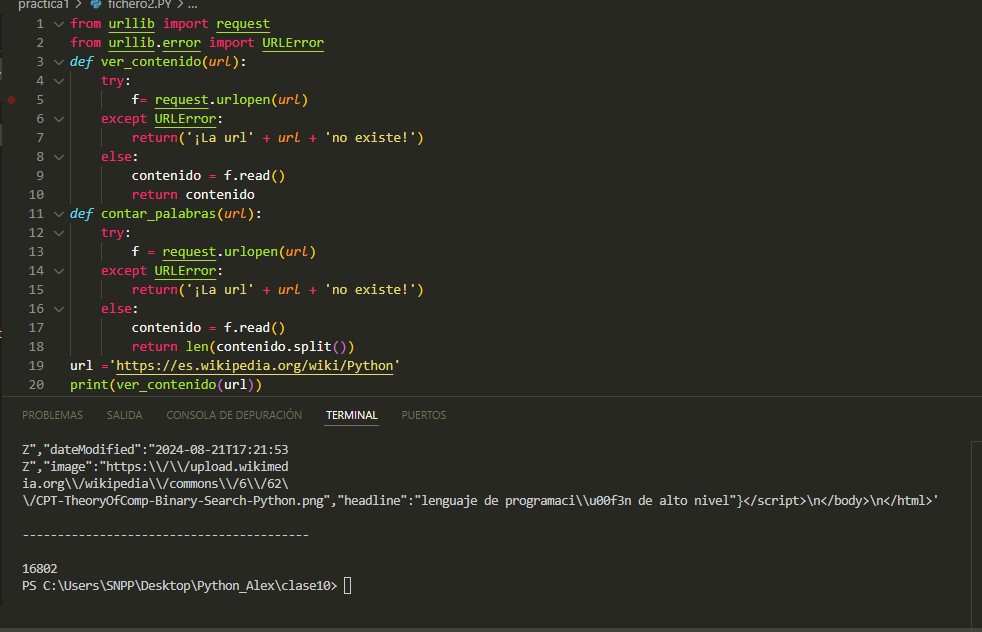 practica1 > fichero2.PY > ...
1 from urllib import request
2 from urllib.error import URLError
3 def ver_contenido(url):
4 try:
5 f= request.urlopen(url)
6 except URLError:
7 return('¡La url' + url + 'no existe!')
8 else:
9 contenido = f.read()
10 return contenido
11 def contar_palabras(url):
12 try:
13 f = request.urlopen(url)
14 except URLError:
15 return('¡La url' + url + 'no existe!')
16 else:
17 contenido = f.read()
18 return len(contenido.split())
19 url ='https://es.wikipedia.org/wiki/Python'
20 print(ver_contenido(url))
PROBLEMAS SALIDA CONSOLA DE DEPURACIÓN TERMINAL PUERTOS
Z","dateModified":"2024-08-21T17:21:53
Z","image":"https:\\/\\/upload.wikimed
ia.org\\/wikipedia\\/commons\\/6\\/62\
\/CPT-TheoryOfComp-Binary-Search-Python.png","headline":"lenguaje de programaci\\u00f3n de alto nivel"}</script>\n</body>\n</html>'
-----------------------------------------
16802
PS C:\Users\SNPP\Desktop\Python_Alex\clase10>